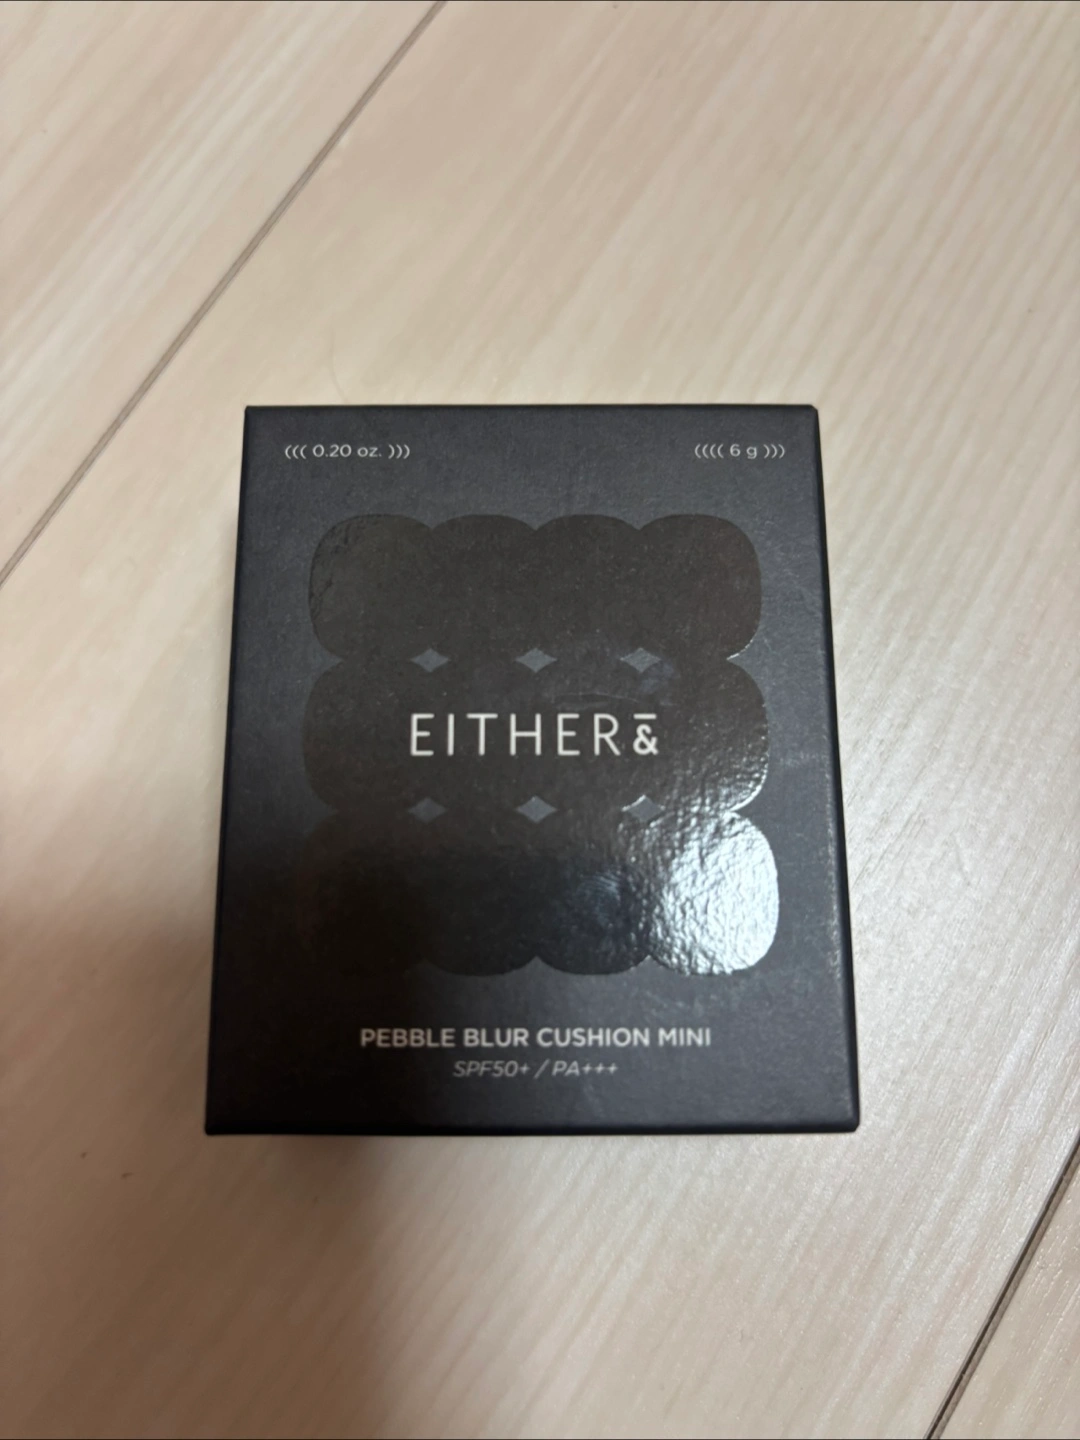 ((( 0.20 oz. )))
(((( 6 g )))
EITHER&
PEBBLE BLUR CUSHION MINI
SPF50+ / PA+++